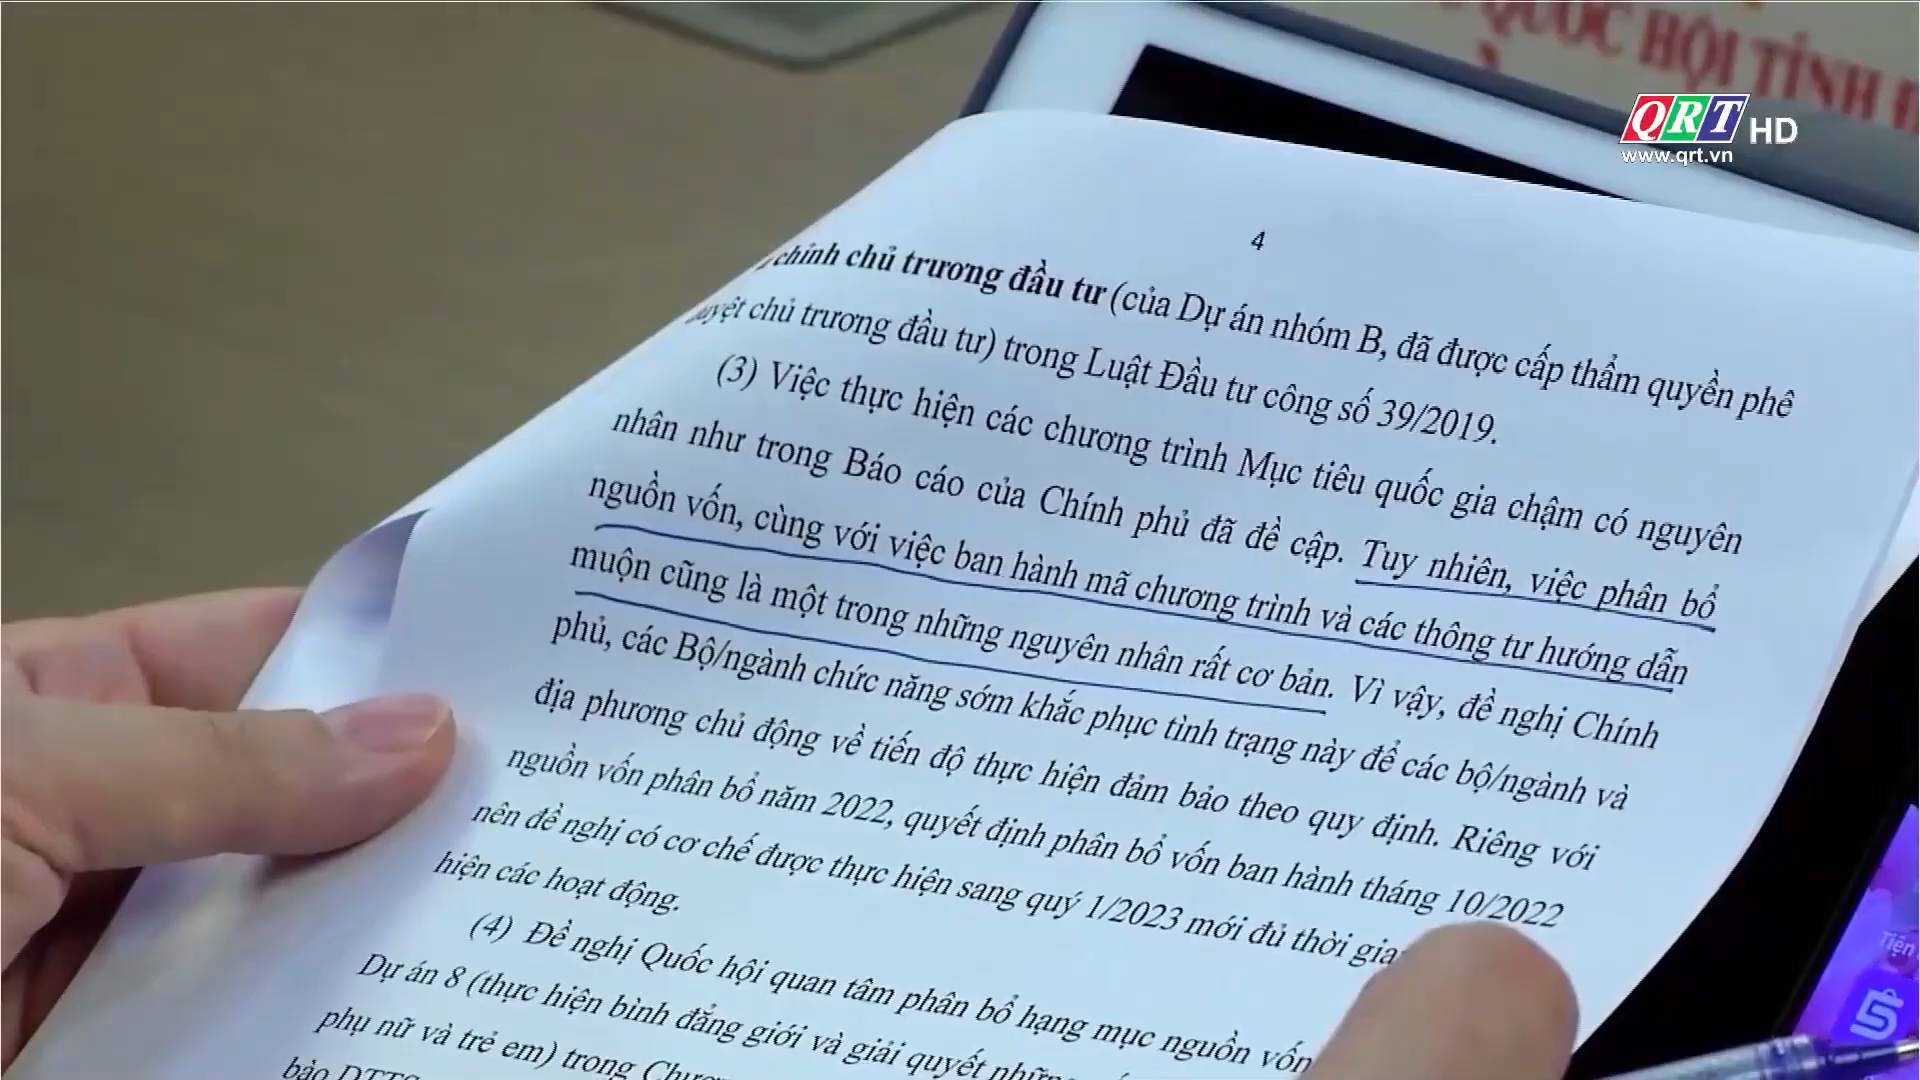 QUỐC HỘI TỈNH
QRT HD
www.qrt.vn
4
chỉnh chủ trương đầu tư (của Dự án nhóm B, đã được cấp thẩm quyền phê
chủ trương đầu tư) trong Luật Đầu tư công số 39/2019.
(3) Việc thực hiện các chương trình Mục tiêu quốc gia chậm có nguyên
nhân như trong Báo cáo của Chính phủ đã đề cập. Tuy nhiên, việc phân bổ
nguồn vốn, cùng với việc ban hành mã chương trình và các thông tư hướng dẫn
muộn cũng là một trong những nguyên nhân rất cơ bản. Vì vậy, đề nghị Chính
phủ, các Bộ/ngành chức năng sớm khắc phục tình trạng này để các bộ/ngành và
địa phương chủ động về tiến độ thực hiện đảm bảo theo quy định. Riêng với
nguồn vốn phân bổ năm 2022, quyết định phân bổ vốn ban hành tháng 10/2022
nên đề nghị có cơ chế được thực hiện sang quý 1/2023 mới đủ thời
hiện các hoạt động.
(4) Đề nghị Quốc hội quan tâm phân bổ hạng mục nguồn vốn
Dự án 8 (thực hiện bình đẳng giới và giải quyết những
phụ nữ và trẻ em) trong
Tiện